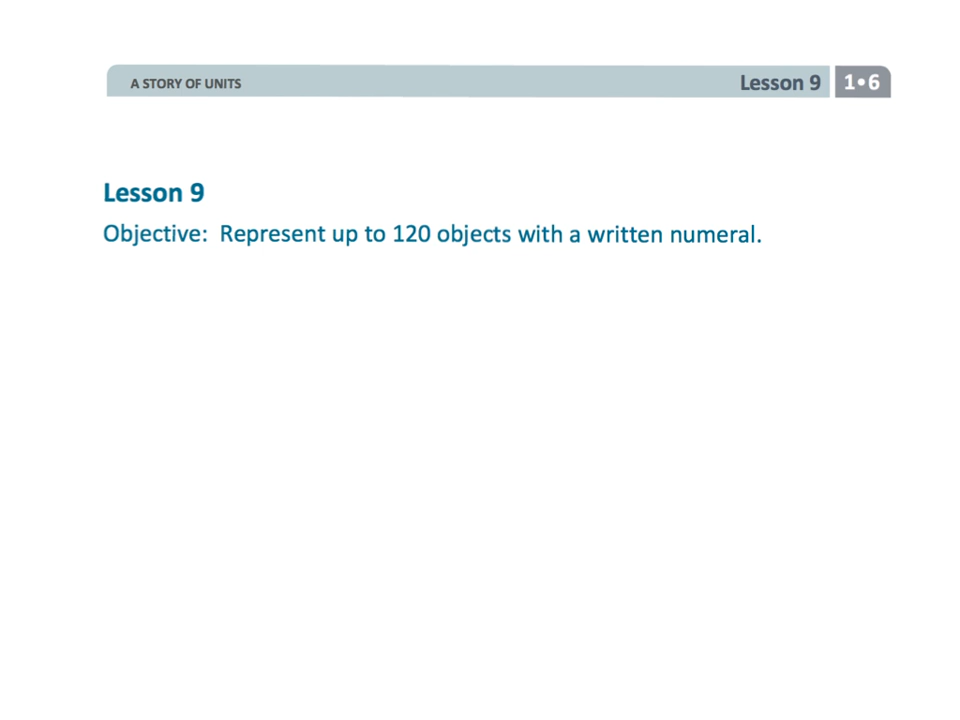 A STORY OF UNITS
Lesson 9
1•6
Lesson 9
Objective: Represent up to 120 objects with a written numeral.